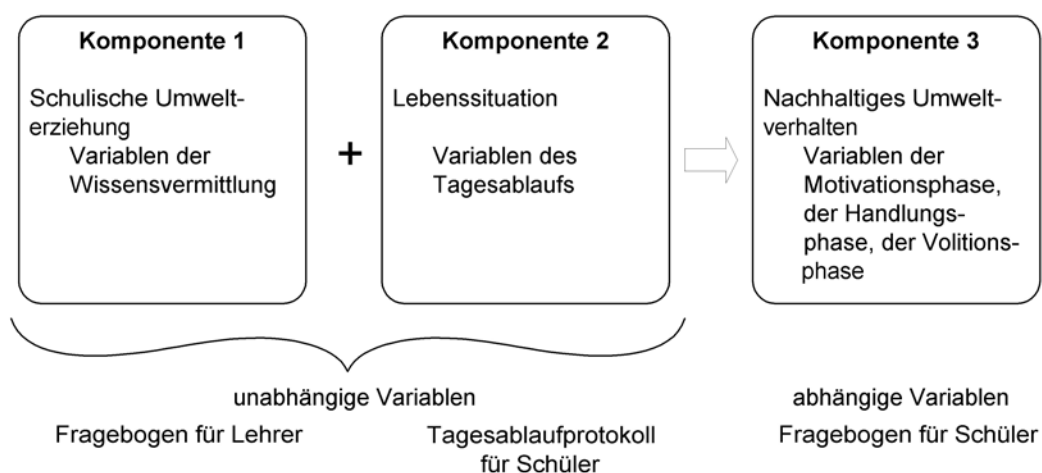 Komponente 1
Schulische Umwelt-
erziehung
Variablen der
Wissensvermittlung
+
Komponente 2
Lebenssituation
Variablen des
Tagesablaufs
Komponente 3
Nachhaltiges Umwelt-
verhalten
Variablen der
Motivationsphase,
der Handlungs-
phase, der Volitions-
phase
unabhängige Variablen
Fragebogen für Lehrer
Tagesablaufprotokoll
für Schüler
abhängige Variablen
Fragebogen für Schüler